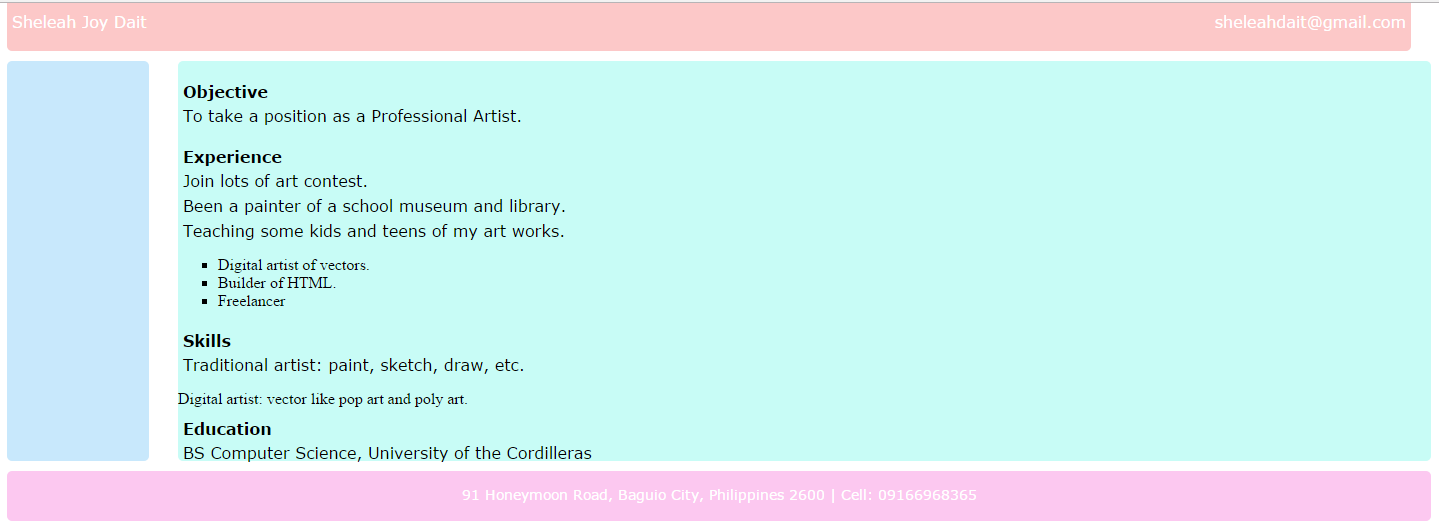 Sheleah Joy Dait
sheleahdait@gmail.com
Objective
To take a position as a Professional Artist.
Experience
Join lots of art contest.
Been a painter of a school museum and library.
Teaching some kids and teens of my art works.
Digital artist of vectors.
Builder of HTML.
Freelancer
Skills
Traditional artist: paint, sketch, draw, etc.
Digital artist: vector like pop art and poly art.
Education
BS Computer Science, University of the Cordilleras
91 Honeymoon Road, Baguio City, Philippines 2600 | Cell: 09166968365